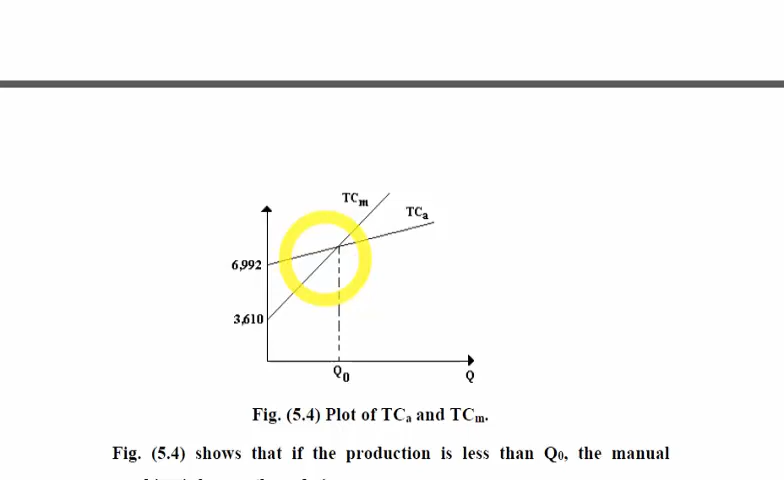 TCm
TCa
6,992
3,610
Q0
Q
Fig. (5.4) Plot of TCa and TCm.
Fig. (5.4) shows that if the production is less than Q0, the manual